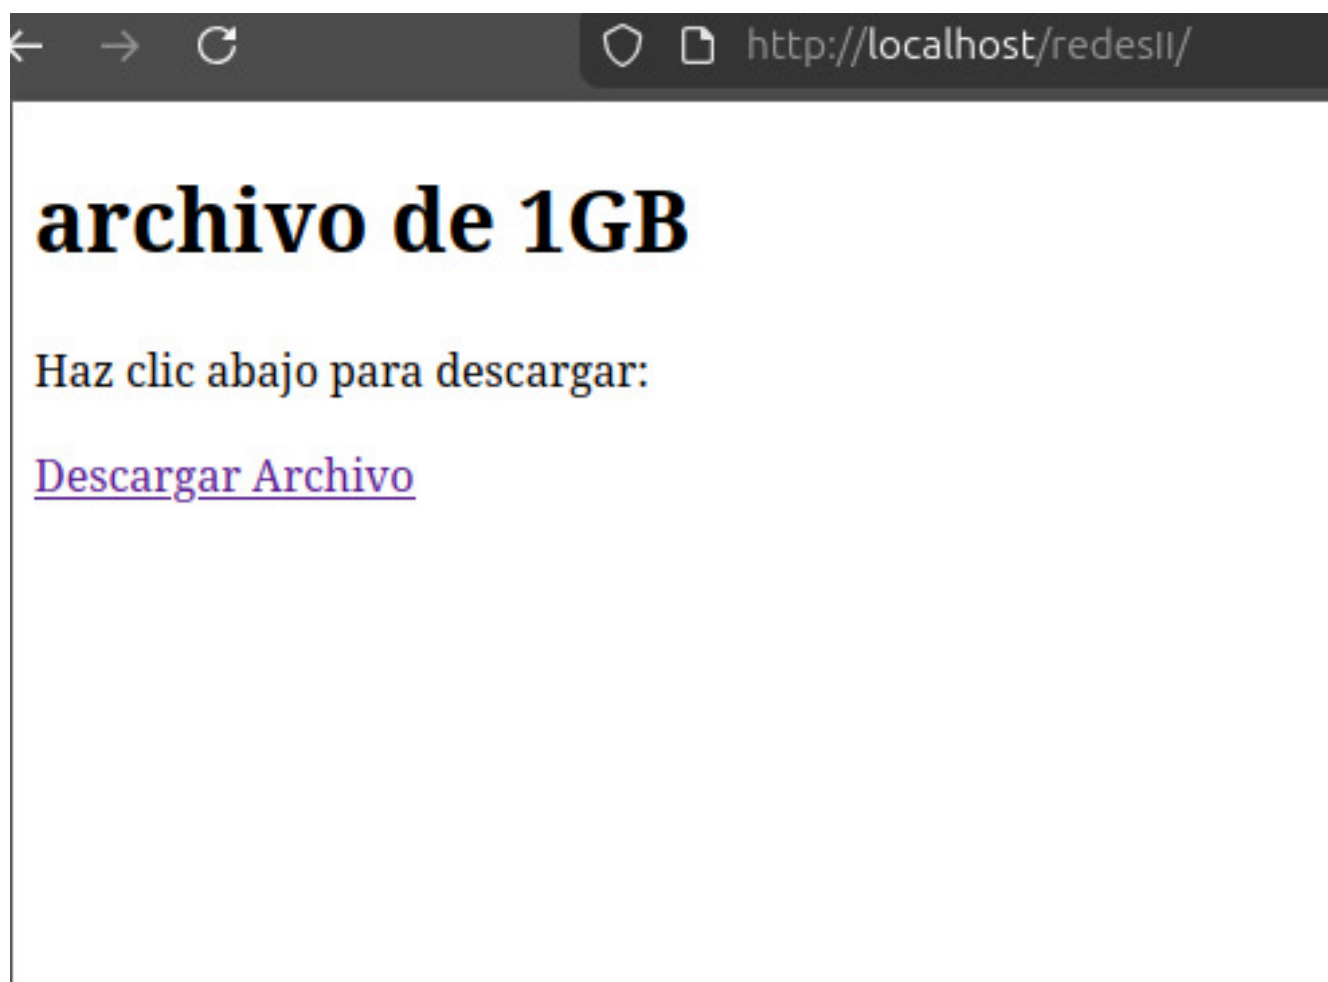 http://localhost/redesII/
archivo de 1GB
Haz clic abajo para descargar:
Descargar Archivo